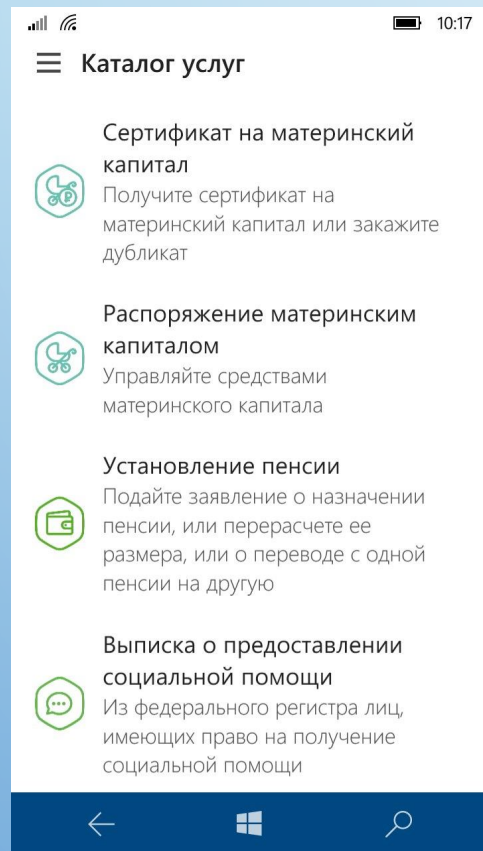 10:17
Каталог услуг
Сертификат на материнский
капитал
Получите сертификат на
материнский капитал или закажите
дубликат
Распоряжение материнским
капиталом
Управляйте средствами
материнского капитала
Установление пенсии
Подайте заявление о назначении
пенсии, или перерасчете ее
размера, или о переводе с одной
пенсии на другую
Выписка о предоставлении
социальной помощи
Из федерального регистра лиц,
имеющих право на получение
социальной помощи